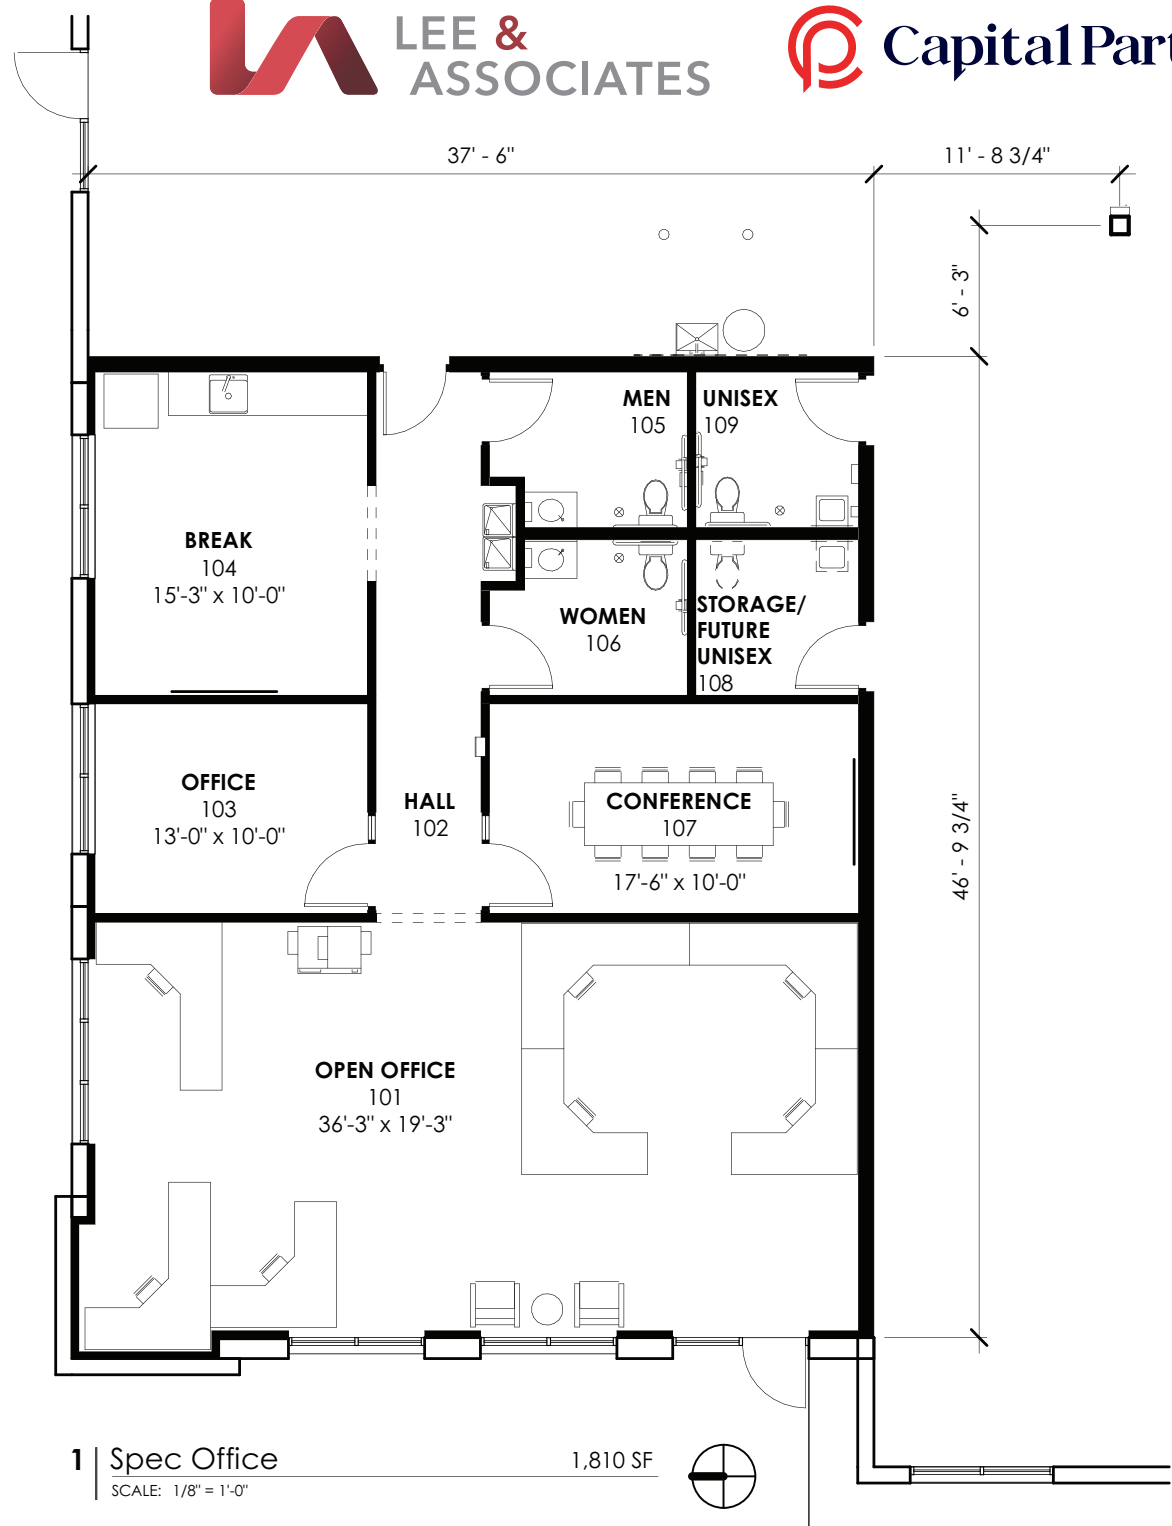 LEE &
ASSOCIATES
Capital Part
37' - 6"
11' - 8 3/4"
6' - 3"
MEN
105
UNISEX
109
BREAK
104
15'-3" x 10'-0"
WOMEN
106
STORAGE/
FUTURE
UNISEX
108
OFFICE
103
13'-0" x 10'-0"
HALL
102
CONFERENCE
107
17'-6" x 10'-0"
46' - 9 3/4"
OPEN OFFICE
101
36'-3" x 19'-3"
1 Spec Office
1,810 SF
SCALE: 1/8" = 1'-0"